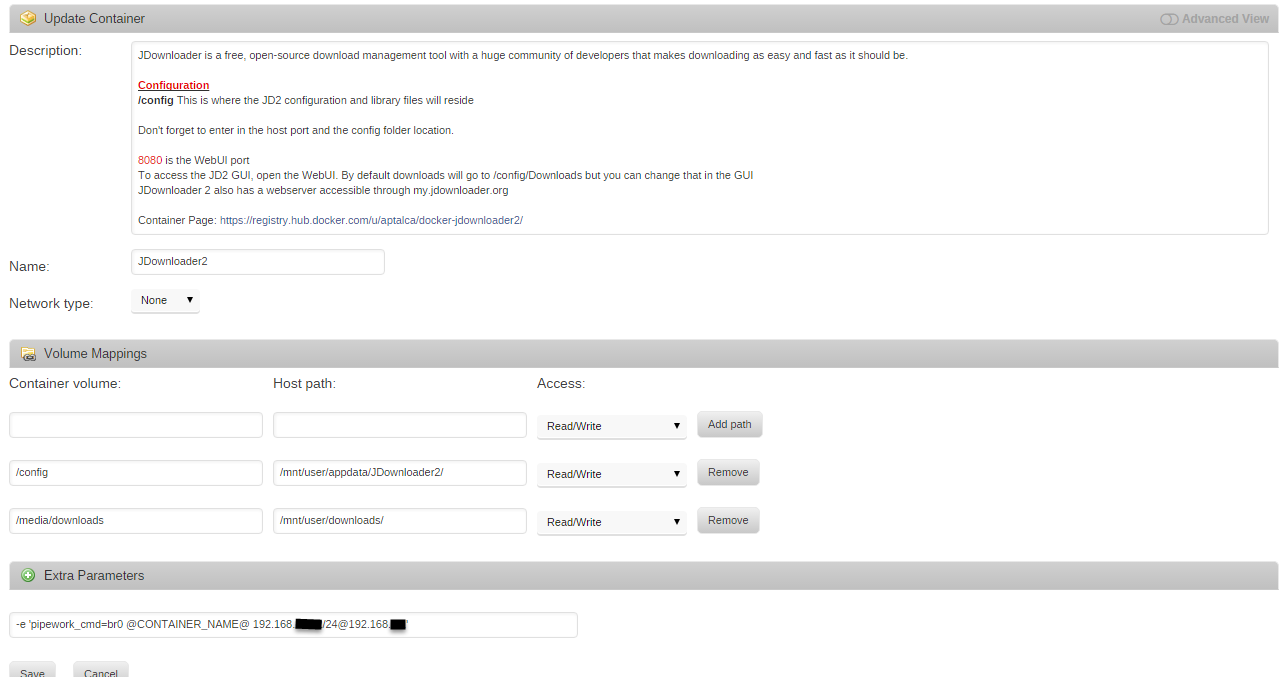 Update Container
Advanced View
Description:
JDownloader is a free, open-source download management tool with a huge community of developers that makes downloading as easy and fast as it should be.
Configuration
/config This is where the JD2 configuration and library files will reside
Don't forget to enter in the host port and the config folder location.
8080 is the WebUI port
To access the JD2 GUI, open the WebUI. By default downloads will go to /config/Downloads but you can change that in the GUI
JDownloader 2 also has a webserver accessible through my.jdownloader.org
Container Page: https://registry.hub.docker.com/u/aptalca/docker-jdownloader2/
Name: JDownloader2
Network type: None
Volume Mappings
Container volume: Host path: Access:
Read/Write Add path
/config /mnt/user/appdata/JDownloader2/ Read/Write Remove
/media/downloads /mnt/user/downloads/ Read/Write Remove
Extra Parameters
-e 'pipework_cmd=br0 @CONTAINER_NAME@ 192.168. /24@192.168. '
Save Cancel